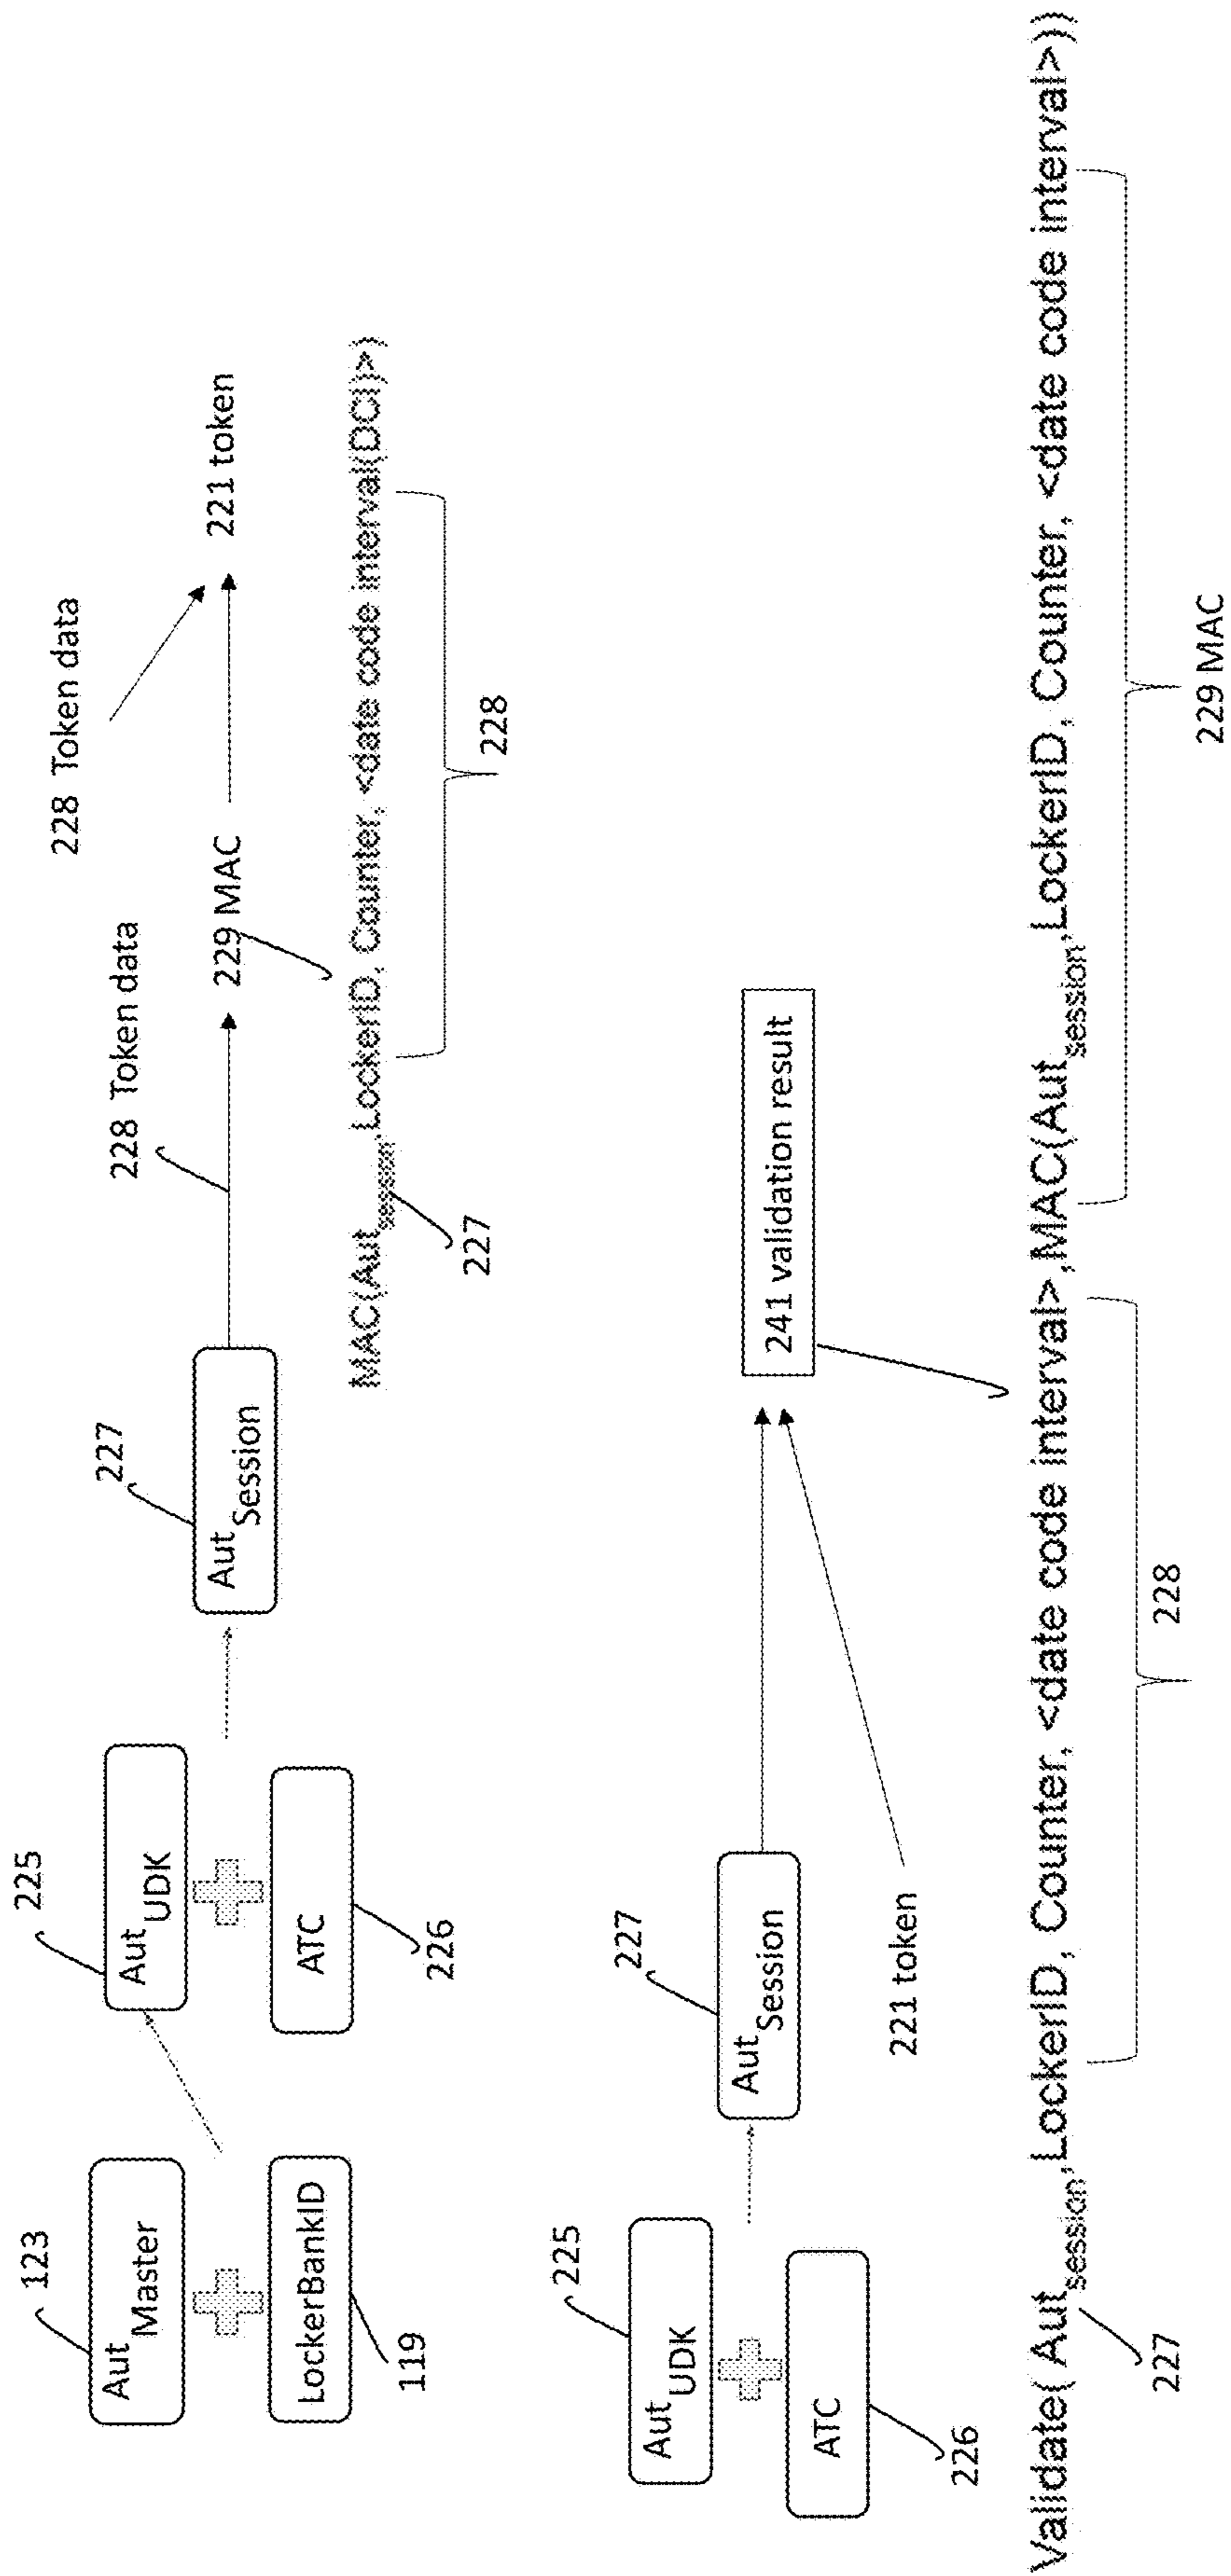 123
Aut Master
LockerBankID
119
225
Aut UDK
ATC
226
227
Aut Session
228 Token data
229 MAC
228 Token data
221 token
MAC(Aut session, LockerID, Counter, <date code interval(DCI)>)
227
228
225
Aut UDK
ATC
226
227
Aut Session
221 token
241 validation result
Validate( Aut session, LockerID, Counter, <date code interval>,MAC(Aut session, LockerID, Counter, <date code interval>))
227
228
229 MAC